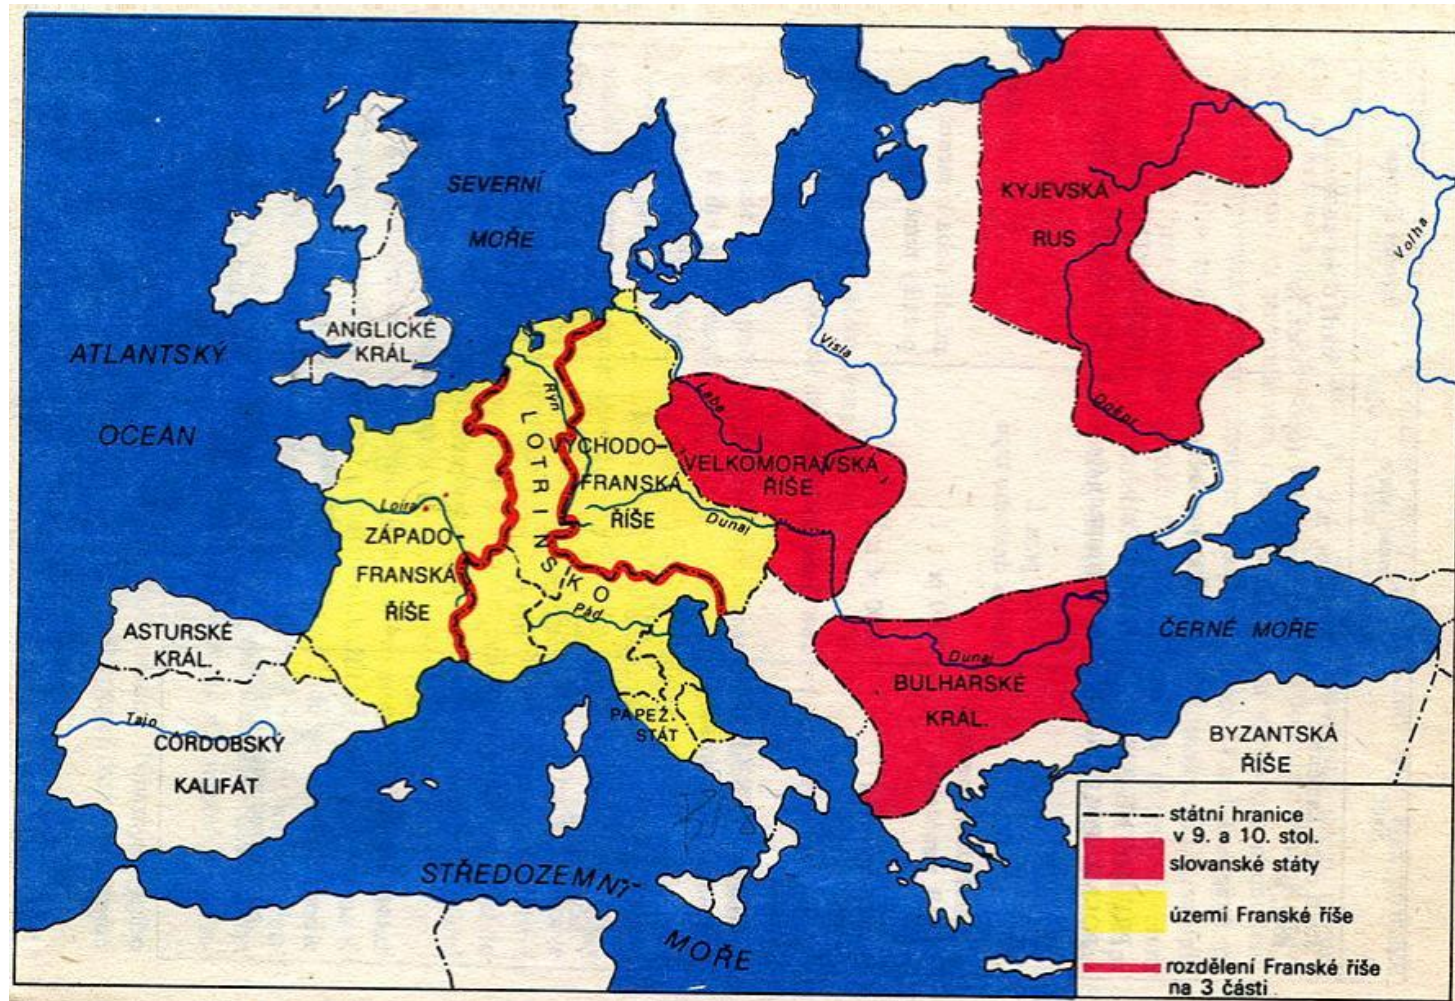 KYJEVSKÁ
RUS
Volha
SEVERNÍ
MOŘE
ANGLICKÉ
KRÁL.
ATLANTSKÝ
OCEÁN
Visla
Labe
Rýn
LOTRINSKO
VÝCHODO-
FRANSKÁ
ŘÍŠE
VELKOMORAVSKÁ
ŘÍŠE
Dněpr
Loira
Dunaj
ZÁPADO-
FRANSKÁ
ŘÍŠE
Pád
ASTURSKÉ
KRÁL.
ČERNÉ MOŘE
Dunaj
BULHARSKÉ
KRÁL.
PAPEŽ.
STÁT
Tajo
CÓRDOBSKÝ
KALIFÁT
BYZANTSKÁ
ŘÍŠE
STŘEDOZEMNÍ
MOŘE
státní hranice
v 9. a 10. stol.
slovanské státy
území Franské říše
rozdělení Franské říše
na 3 části